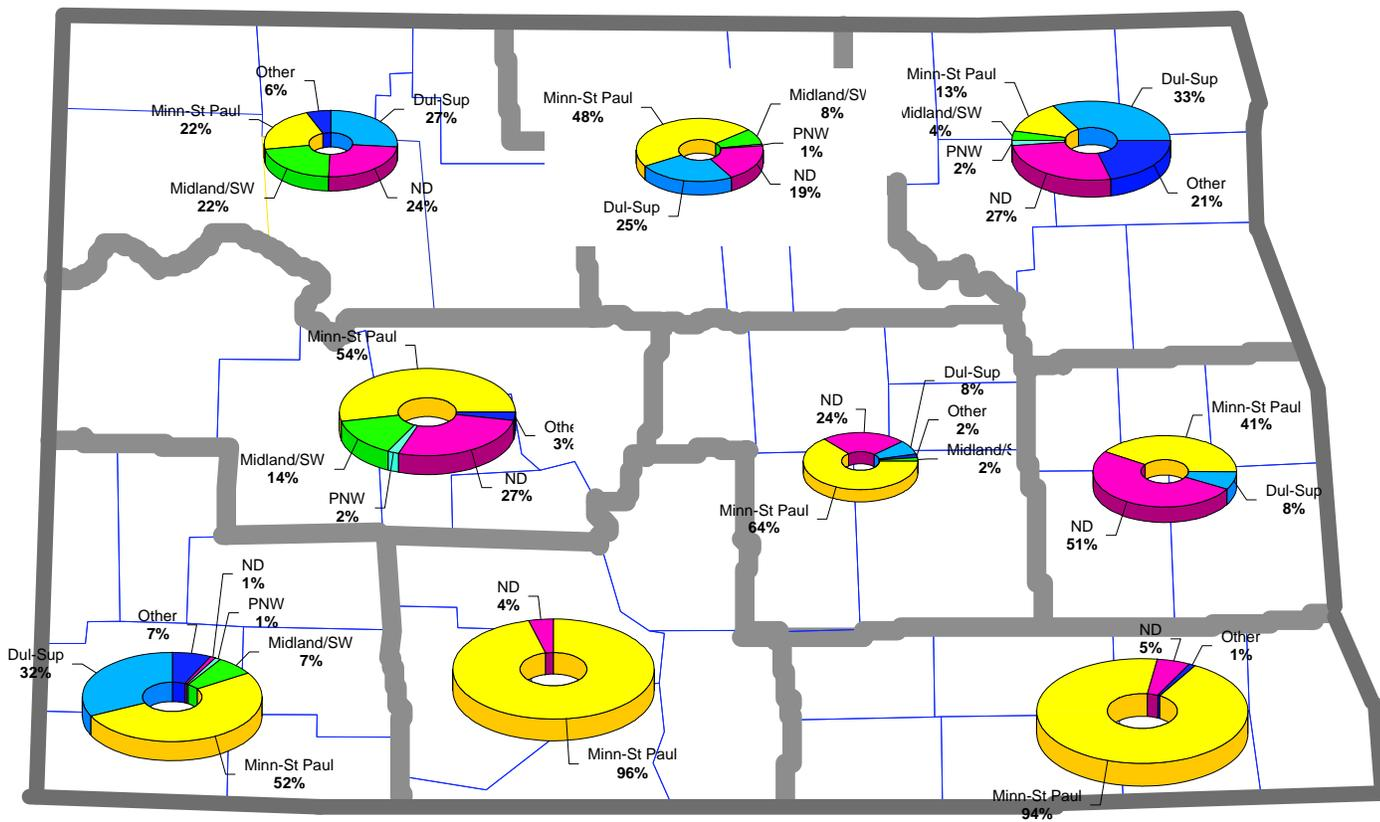 Other
6%
Dul-Sup
27%
Minn-St Paul
22%
Midland/SW
22%
ND
24%
Minn-St Paul
48%
Midland/SW
8%
PNW
1%
ND
19%
Dul-Sup
25%
Minn-St Paul
13%
Dul-Sup
33%
Midland/SW
4%
PNW
2%
ND
27%
Other
21%
Minn-St Paul
54%
Othe
3%
Midland/SW
14%
PNW
2%
ND
27%
ND
24%
Dul-Sup
8%
Other
2%
Midland/S
2%
Minn-St Paul
64%
Minn-St Paul
41%
Dul-Sup
8%
ND
51%
ND
1%
PNW
1%
Other
7%
Midland/SW
7%
Dul-Sup
32%
Minn-St Paul
52%
ND
4%
Minn-St Paul
96%
ND
5%
Other
1%
Minn-St Paul
94%